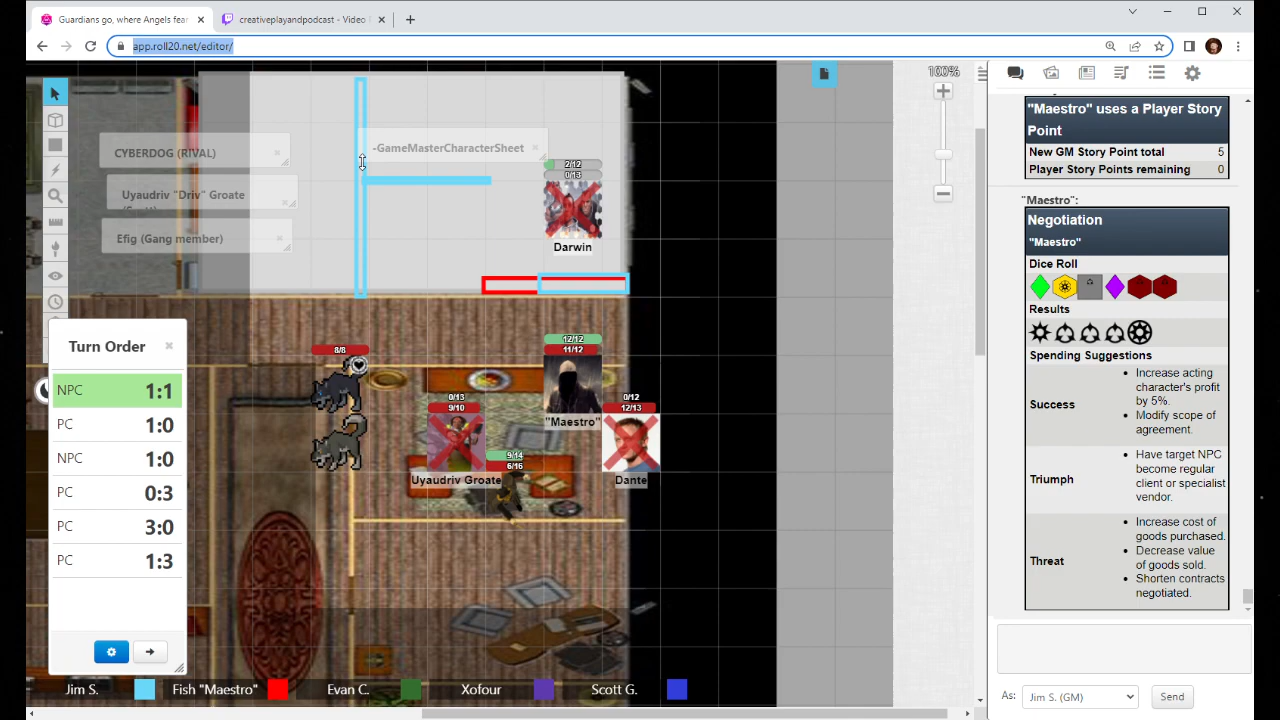 Guardians go, where Angels fear
creativeplayandpodcast - Video
app.roll20.net/editor/
100%
CYBERDOG (RIVAL)
-GameMasterCharacterSheet
Uyaudriv "Driv" Groate
Efig (Gang member)
2/12
0/13
Darwin
Turn Order
NPC 1:1
PC 1:0
NPC 1:0
PC 0:3
PC 3:0
PC 1:3
8/8
12/12
11/12
"Maestro"
0/13
9/10
Uyaudriv Groate
9/14
6/16
0/12
12/13
Dante
Jim S.
Fish "Maestro"
Evan C.
Xofour
Scott G.
"Maestro" uses a Player Story
Point
New GM Story Point total 5
Player Story Points remaining 0
"Maestro":
Negotiation
"Maestro"
Dice Roll
Results
Spending Suggestions
Success
• Increase acting
character's profit
by 5%.
• Modify scope of
agreement.
Triumph
• Have target NPC
become regular
client or specialist
vendor.
Threat
• Increase cost of
goods purchased.
• Decrease value
of goods sold.
• Shorten contracts
negotiated.
As:
Jim S. (GM)
Send